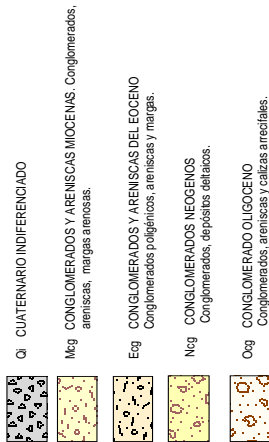 Qi CUATERNARIO INDIFERENCIADO
Mcg CONGLOMERADOS Y ARENISCAS MIOCENAS. Conglomerados,
areniscas, margas arenosas.
Ecg CONGLOMERADOS Y ARENISCAS DEL EOCENO
Conglomerados poligénicos, areniscas y margas.
Ncg CONGLOMERADOS NEOGENOS
Conglomerados, depósitos deltaicos.
Ocg CONGLOMERADO OLIGOCENO
Conglomerados, areniscas y calizas arrecifales.